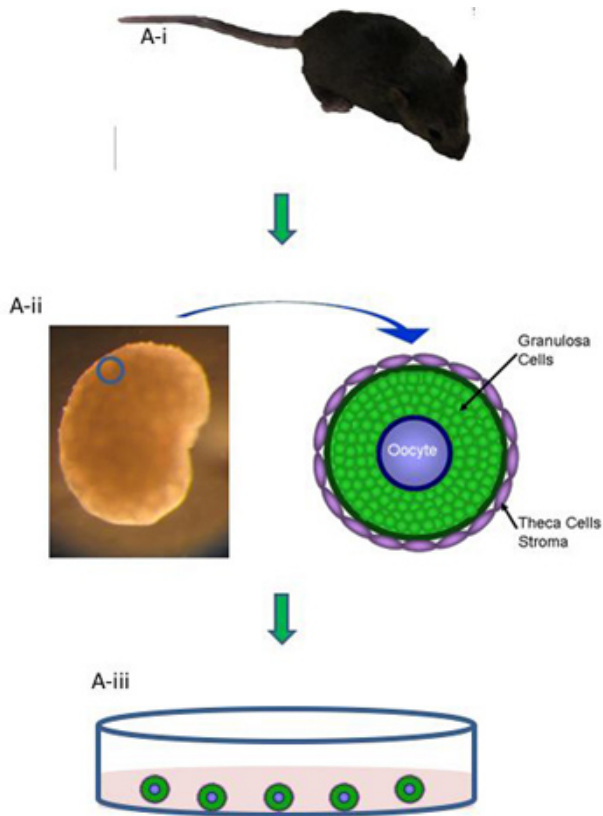 A-i
A-ii
Granulosa
Cells
Oocyte
Theca Cells
Stroma
A-iii